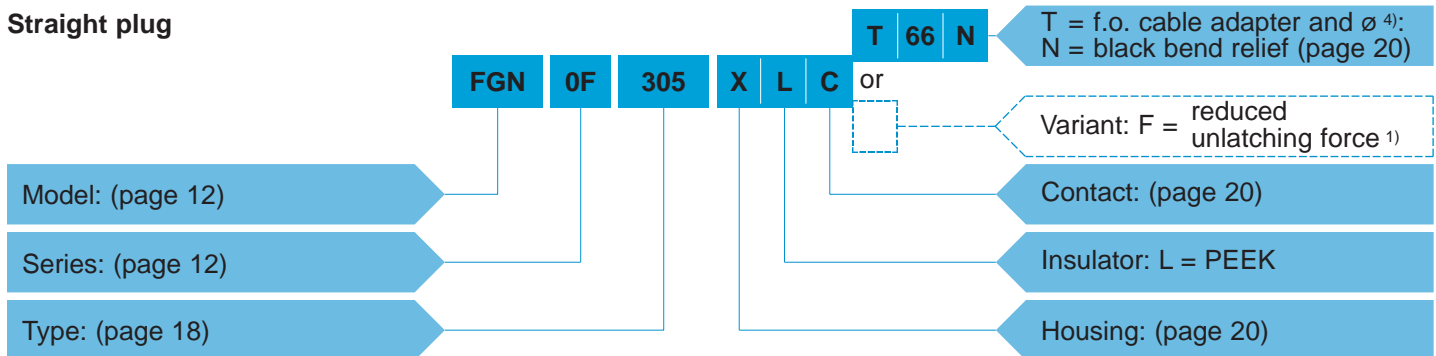 Straight plug
T 66 N
T = f.o. cable adapter and ø 4):
N = black bend relief (page 20)
FGN 0F 305 X L C or
Variant: F = reduced
unlatching force 1)
Model: (page 12)
Contact: (page 20)
Series: (page 12)
Insulator: L = PEEK
Type: (page 18)
Housing: (page 20)